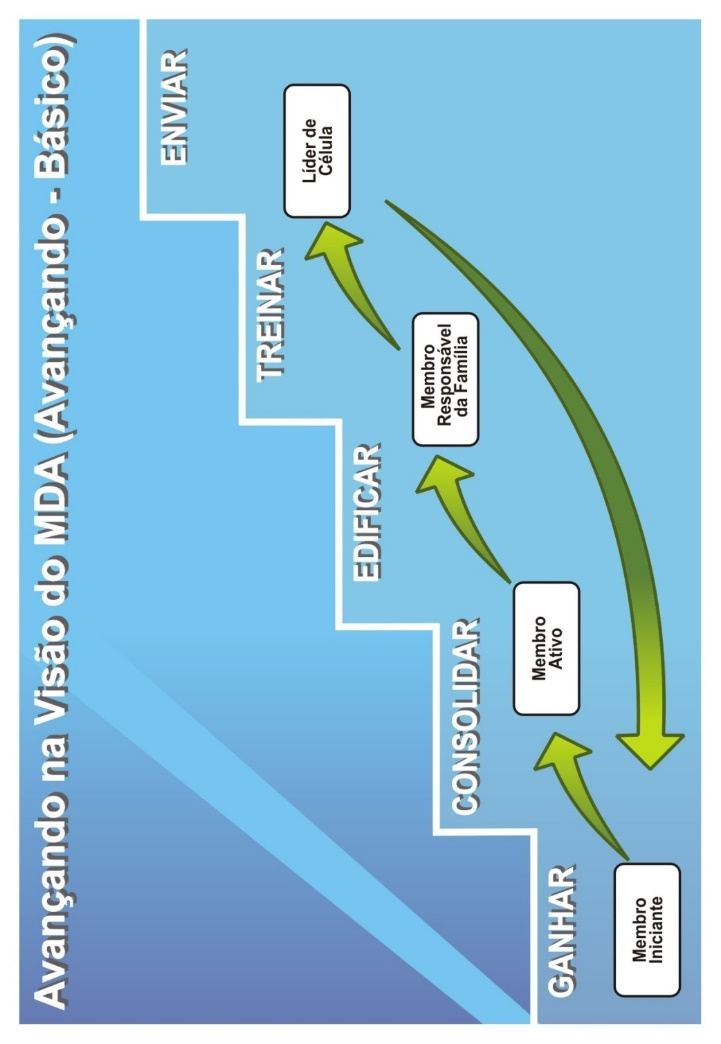 Avançando na Visão do MDA (Avançando - Básico)
GANHAR
CONSOLIDAR
EDIFICAR
TREINAR
ENVIAR
Membro
Iniciante
Membro
Ativo
Membro
Responsável
da Família
Líder de
Célula